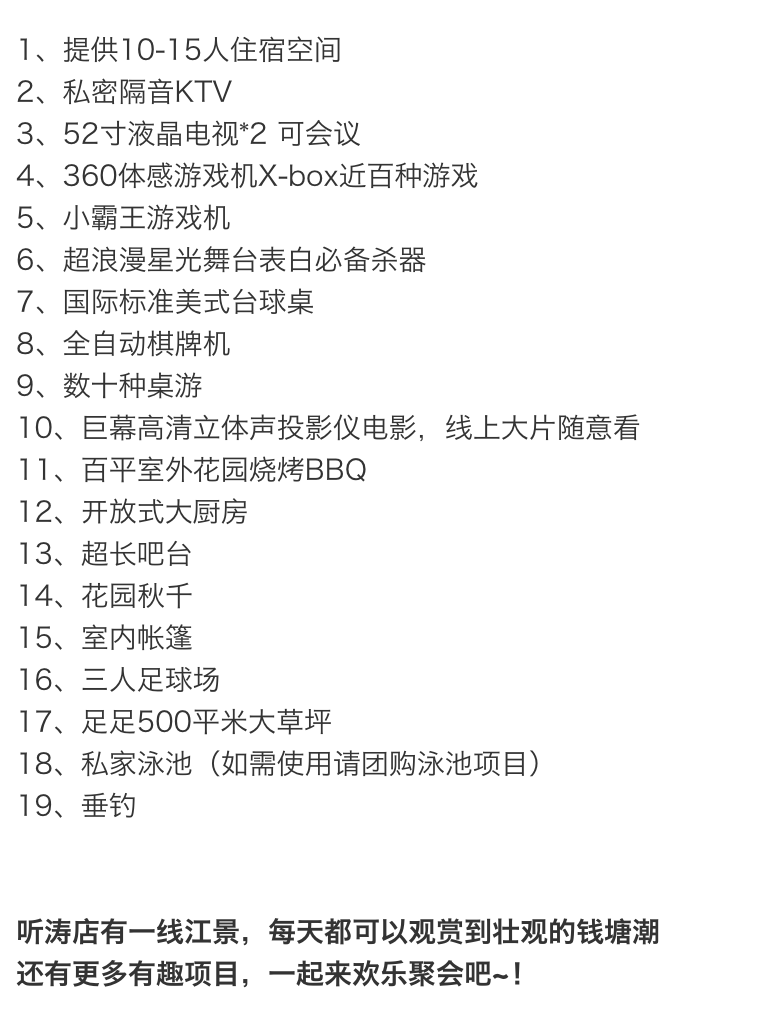 1、提供10-15人住宿空间
2、私密隔音KTV
3、52寸液晶电视*2 可会议
4、360体感游戏机X-box近百种游戏
5、小霸王游戏机
6、超浪漫星光舞台表白必备杀器
7、国际标准美式台球桌
8、全自动棋牌机
9、数十种桌游
10、巨幕高清立体声投影仪电影，线上大片随意看
11、百平室外花园烧烤BBQ
12、开放式大厨房
13、超长吧台
14、花园秋千
15、室内帐篷
16、三人足球场
17、足足500平米大草坪
18、私家泳池（如需使用请团购泳池项目）
19、垂钓
听涛店有一线江景，每天都可以观赏到壮观的钱塘潮
还有更多有趣项目，一起来欢乐聚会吧~！